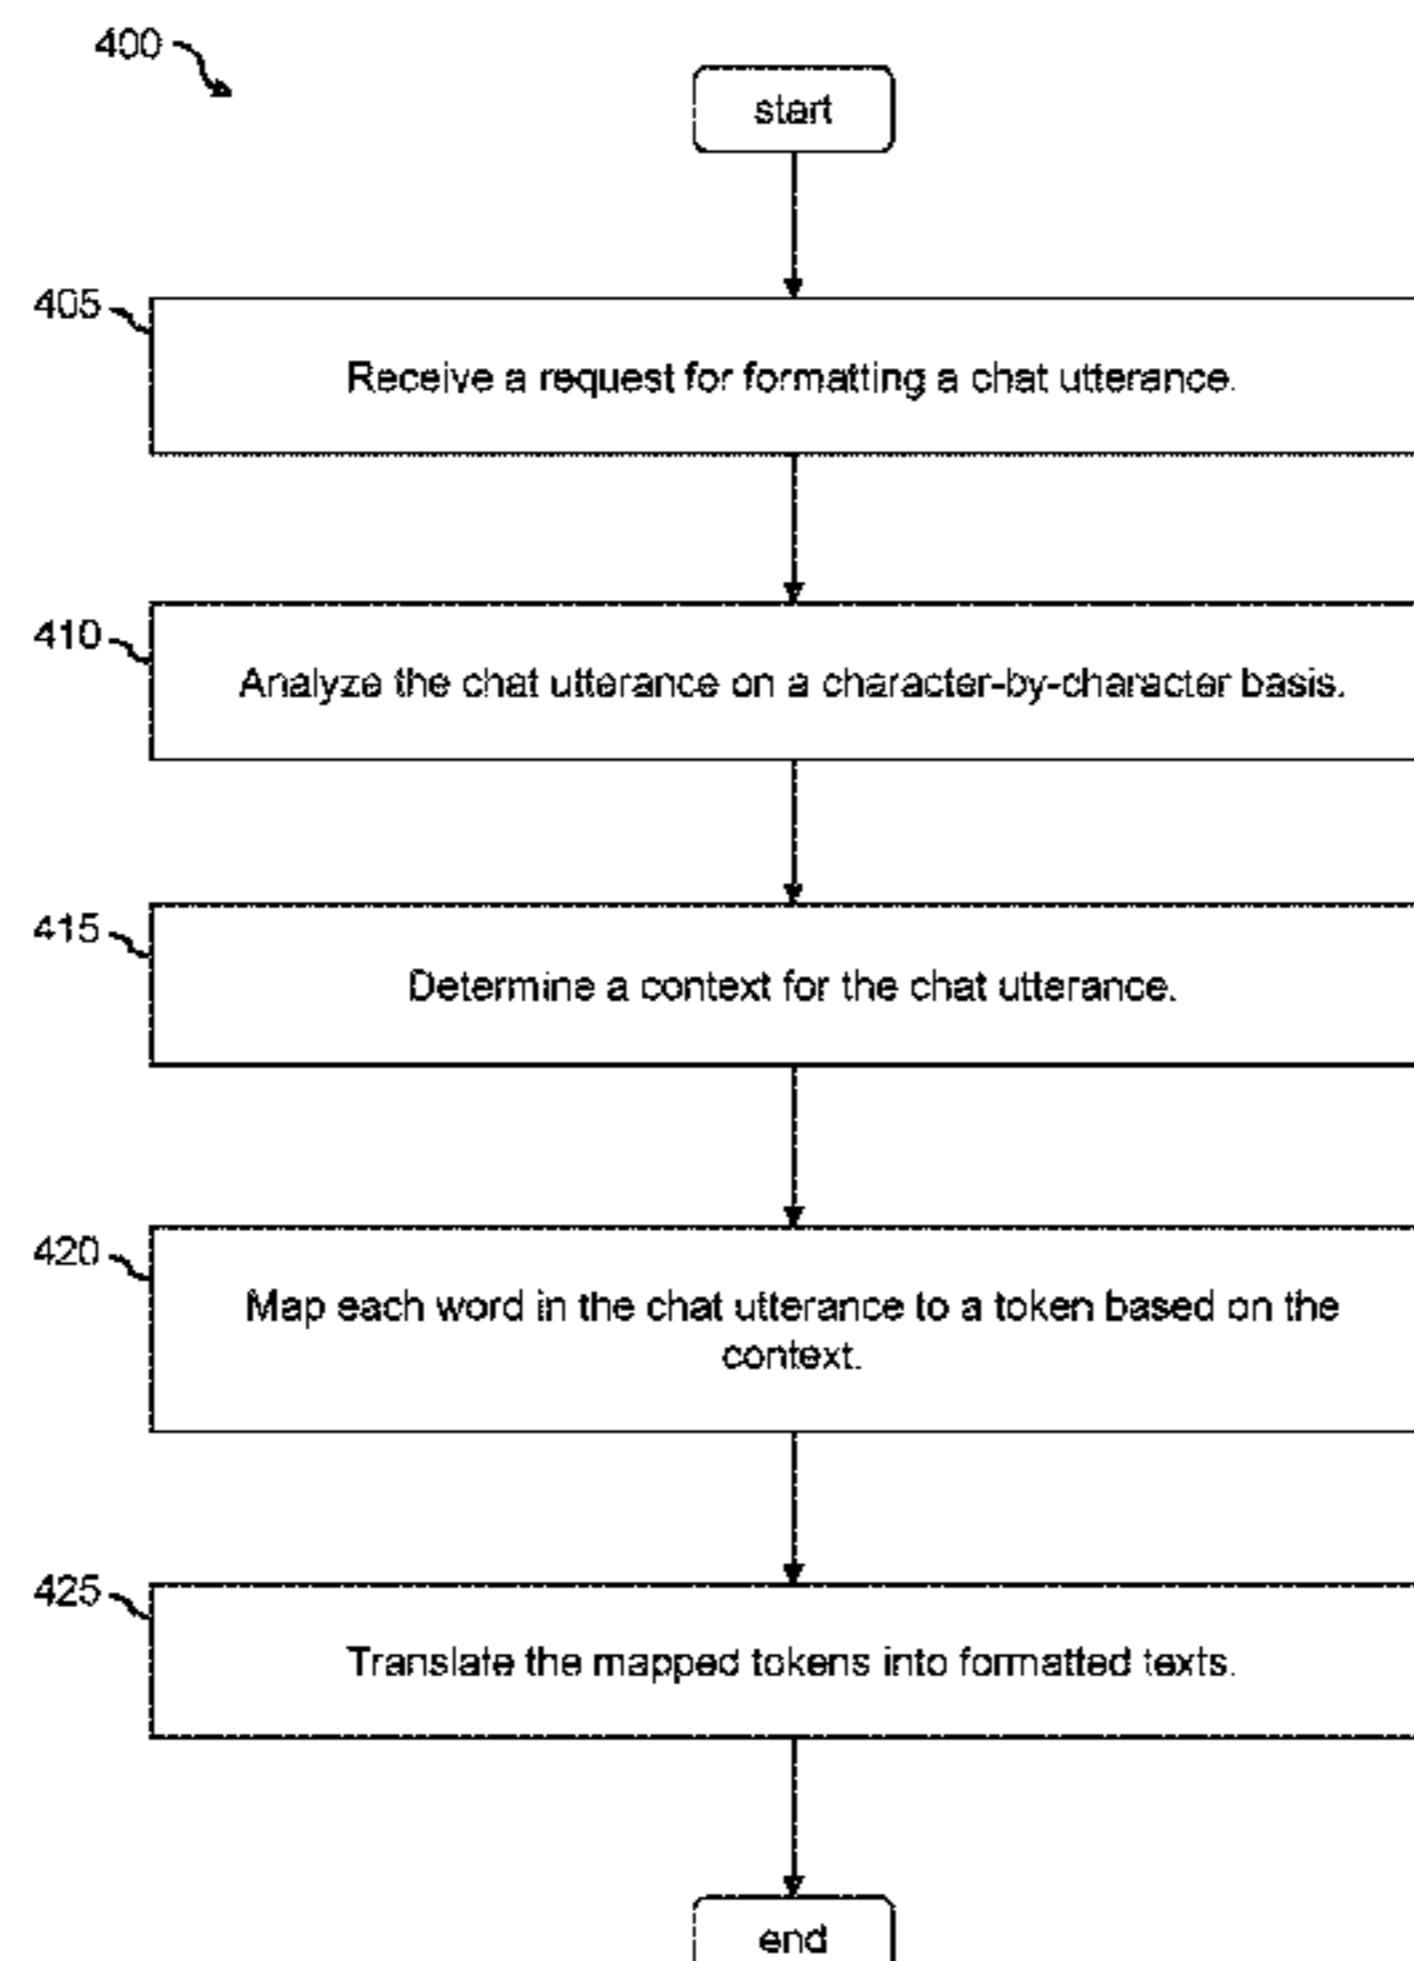 400
start
405
Receive a request for formatting a chat utterance.
410
Analyze the chat utterance on a character-by-character basis.
415
Determine a context for the chat utterance.
420
Map each word in the chat utterance to a token based on the
context.
425
Translate the mapped tokens into formatted texts.
end